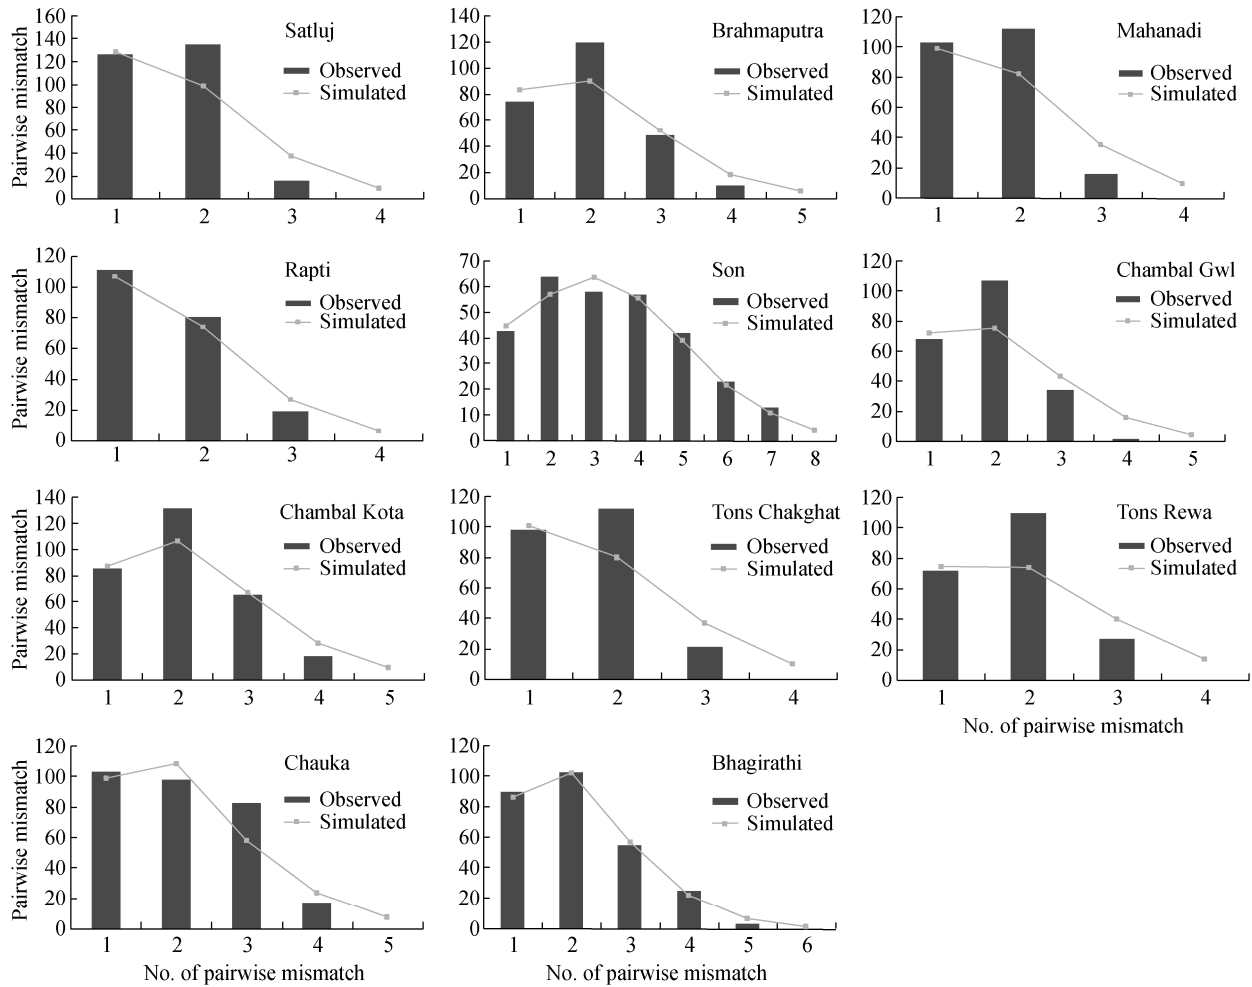 Satluj
Pairwise mismatch
160
140
120
100
80
60
40
20
0
Observed
Simulated
1 2 3 4
Brahmaputra
140
120
100
80
60
40
20
0
Observed
Simulated
1 2 3 4 5
Mahanadi
120
100
80
60
40
20
0
Observed
Simulated
1 2 3 4
Rapti
Pairwise mismatch
120
100
80
60
40
20
0
Observed
Simulated
1 2 3 4
Son
70
60
50
40
30
20
10
0
Observed
Simulated
1 2 3 4 5 6 7 8
Chambal Gwl
120
100
80
60
40
20
0
Observed
Simulated
1 2 3 4 5
Chambal Kota
Pairwise mismatch
140
120
100
80
60
40
20
0
Observed
Simulated
1 2 3 4 5
Tons Chakghat
120
100
80
60
40
20
0
Observed
Simulated
1 2 3 4
Tons Rewa
120
100
80
60
40
20
0
Observed
Simulated
1 2 3 4
No. of pairwise mismatch
Chauka
Pairwise mismatch
120
100
80
60
40
20
0
Observed
Simulated
1 2 3 4 5
No. of pairwise mismatch
Bhagirathi
120
100
80
60
40
20
0
Observed
Simulated
1 2 3 4 5 6
No. of pairwise mismatch